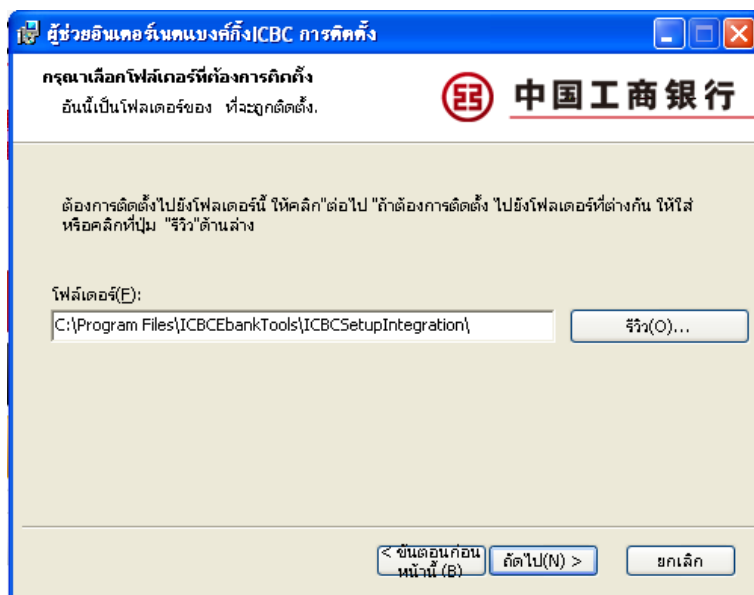 ผู้ช่วยอินเตอร์เนตแบงค์กิ้งICBC การติดตั้ง
กรุณาเลือกโฟล์เดอร์ที่ต้องการติดตั้ง
อันนี้เป็นโฟลเดอร์ของ ที่จะถูกติดตั้ง.
中国工商银行
ต้องการติดตั้งไปยังโฟลเดอร์นี้ ให้คลิก"ต่อไป "ถ้าต้องการติดตั้ง ไปยังโฟลเดอร์ที่ต่างกัน ให้ใส่
หรือคลิกที่ปุ่ม "รีวิว"ด้านล่าง
โฟล์เดอร์(F):
C:\Program Files\ICBCEbankTools\ICBCSetupIntegration\
รีวิว(O)...
< ขั้นตอนก่อน
หน้านี้ (B)
ถัดไป(N) >
ยกเลิก